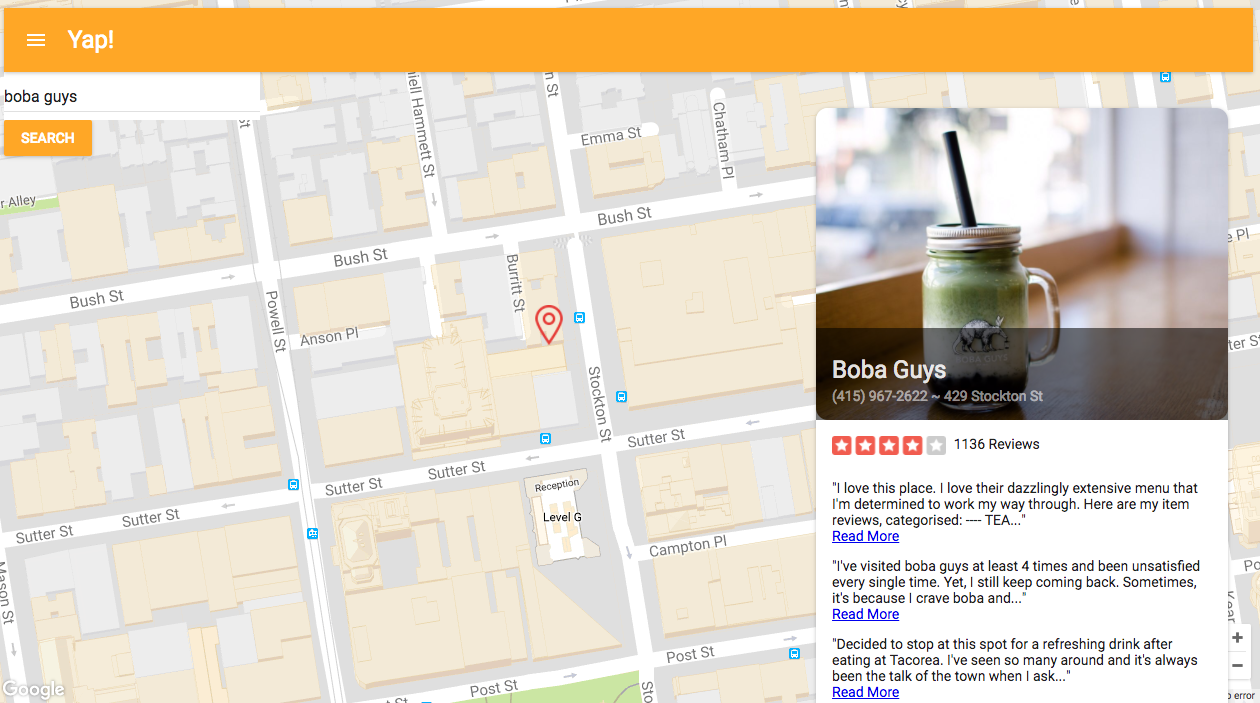 Yap!
boba guys
SEARCH
Hammett St
Emma St
Chatham Pl
Bush St
Bush St
Bush St
Burritt St
Powell St
Anson Pl
Stockton St
Sutter St
Sutter St
Sutter St
Sutter St
Sutter St
Reception
Level G
Campton Pl
Mason St
Post St
Post St
Google
Boba Guys
(415) 967-2622 ~ 429 Stockton St
1136 Reviews
"I love this place. I love their dazzlingly extensive menu that
I'm determined to work my way through. Here are my item
reviews, categorised: ---- TEA..."
Read More
"I've visited boba guys at least 4 times and been unsatisfied
every single time. Yet, I still keep coming back. Sometimes,
it's because I crave boba and..."
Read More
"Decided to stop at this spot for a refreshing drink after
eating at Tacorea. I've seen so many around and it's always
been the talk of the town when I ask..."
Read More
+
−
error